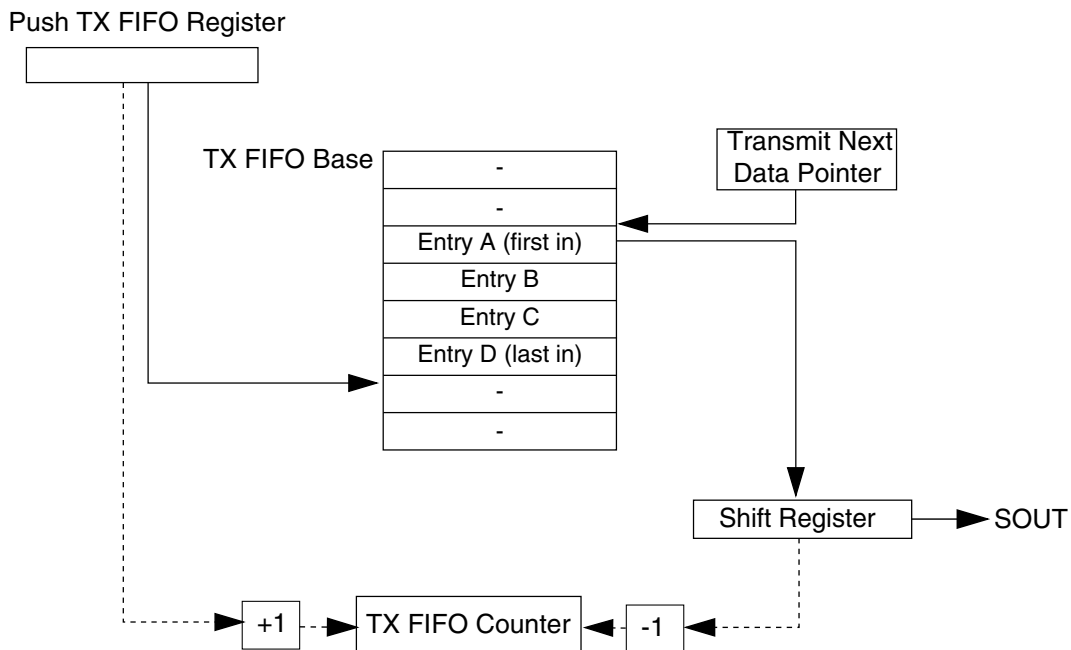 Push TX FIFO Register
TX FIFO Base
-
-
Entry A (first in)
Entry B
Entry C
Entry D (last in)
-
-
Transmit Next
Data Pointer
Shift Register
SOUT
+1
TX FIFO Counter
-1